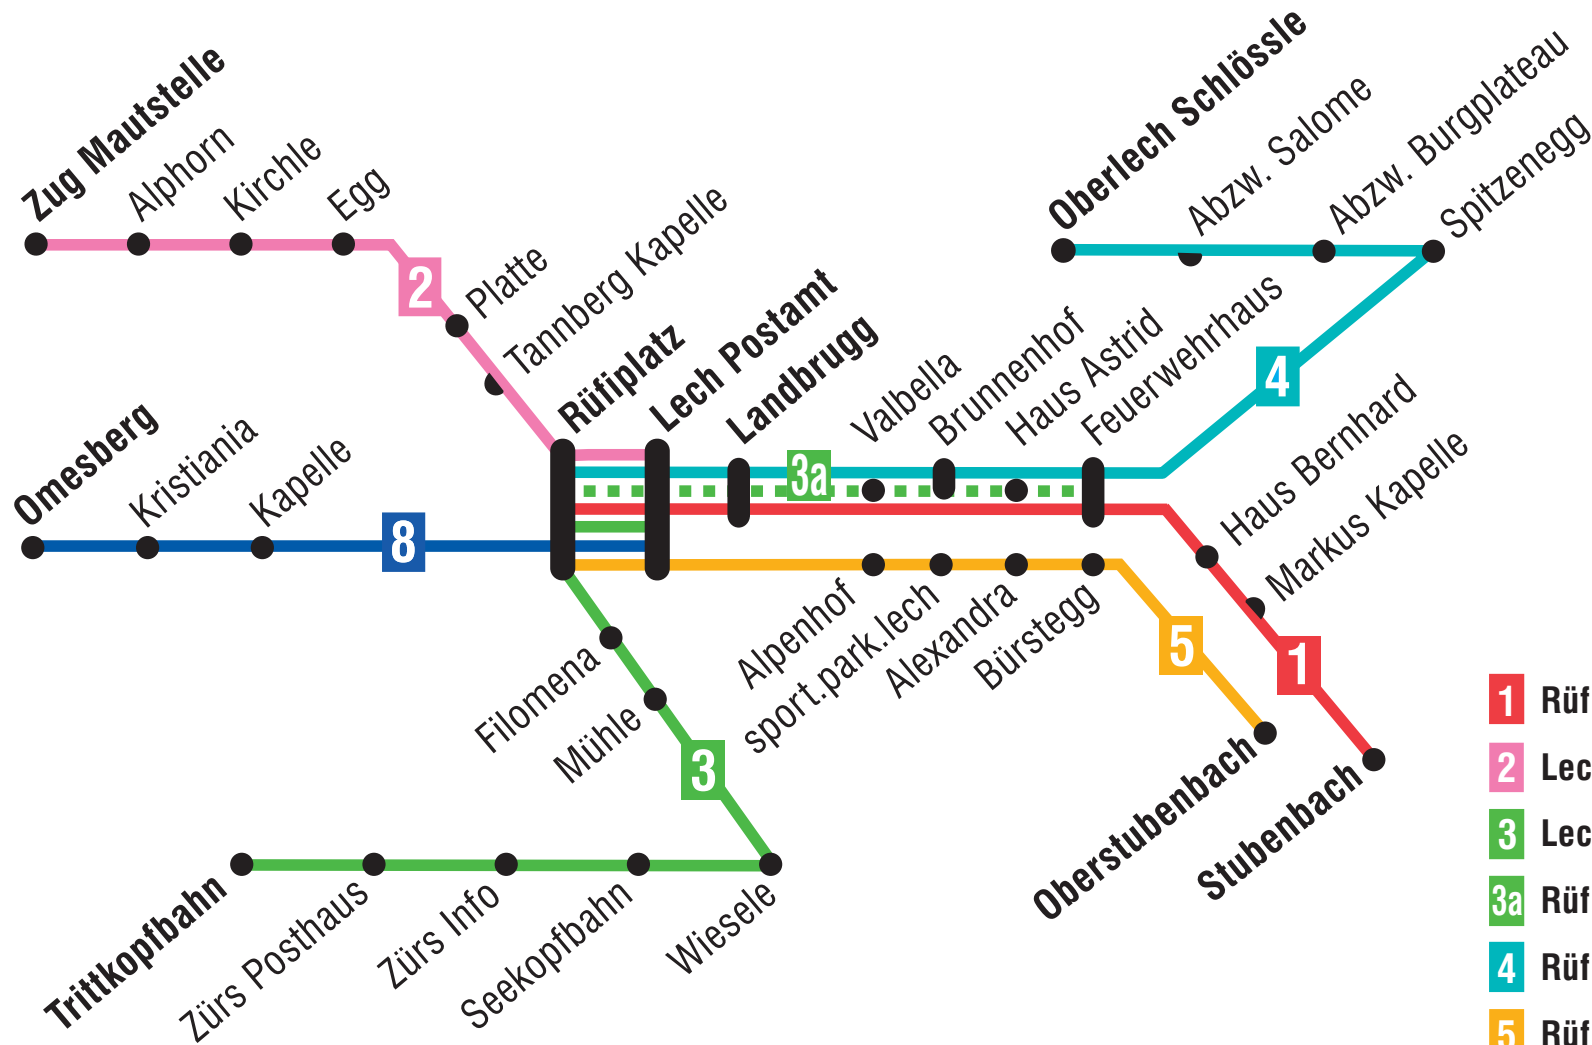 Zug Mautstelle
Alphorn
Kirchle
Egg
2
Platte
Tannberg Kapelle
Rüfiplatz
Lech Postamt
Landbrugg
Valbella
Brunnenhof
Haus Astrid
Feuerwehrhaus
Oberlech Schlössle
Abzw. Salome
Abzw. Burgplateau
Spitzenegg
4
3a
Omesberg
Kristiania
Kapelle
8
Haus Bernhard
Markus Kapelle
Alpenhof
sport.park.lech
Alexandra
Bürstegg
5
1
Oberstubenbach
Stubenbach
Filomena
Mühle
3
Trittkopfbahn
Zürs Posthaus
Zürs Info
Seekopfbahn
Wiesele
1 Rüf
2 Lec
3 Lec
3a Rüf
4 Rüf
5 Rüf